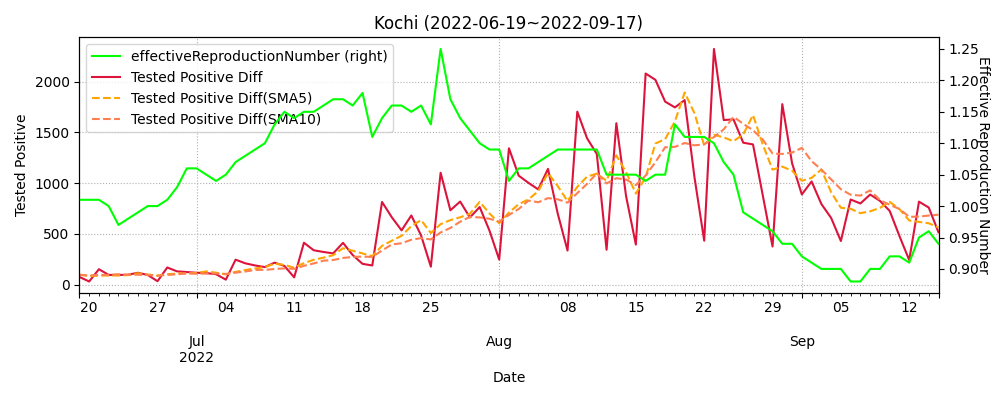 Kochi (2022-06-19~2022-09-17)
effectiveReproductionNumber (right)
Tested Positive Diff
Tested Positive Diff(SMA5)
Tested Positive Diff(SMA10)
Tested Positive
2000
1500
1000
500
0
1.25
1.20
1.15
1.10
1.05
1.00
0.95
0.90
Effective Reproduction Number
20 27 04 11 18 25 08 15 22 29 05 12
Jul Aug Sep
2022
Date